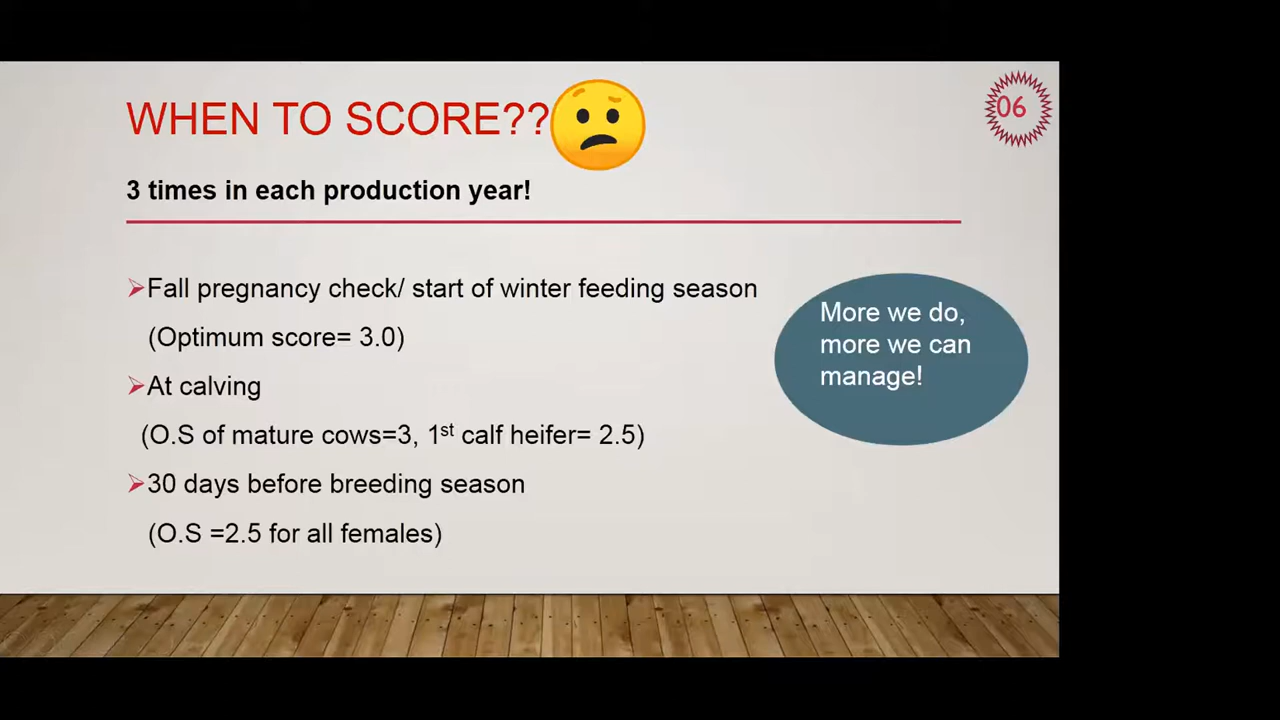 WHEN TO SCORE??
06
3 times in each production year!
➢Fall pregnancy check/ start of winter feeding season
(Optimum score= 3.0)
➢At calving
(O.S of mature cows=3, 1st calf heifer= 2.5)
➢30 days before breeding season
(O.S =2.5 for all females)
More we do,
more we can
manage!